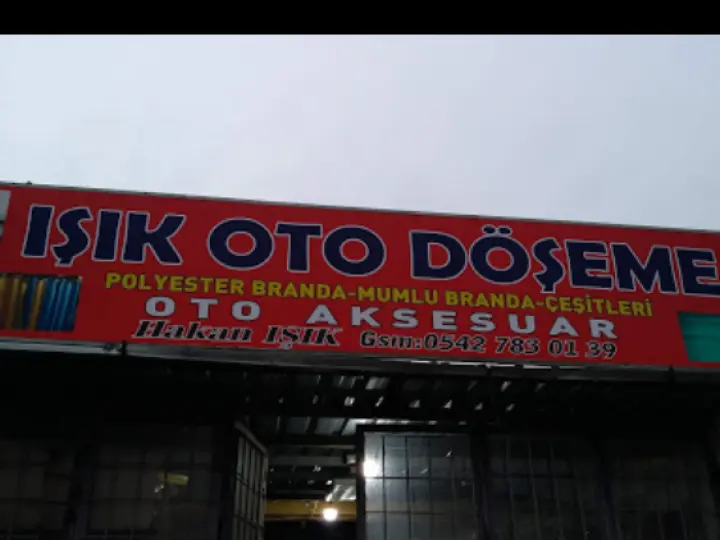 IŞIK OTO DÖŞEME
POLYESTER BRANDA-MUMLU BRANDA-ÇEŞİTLERİ
OTO AKSESUAR
Hakan IŞIK Gsm:0542 783 01 39